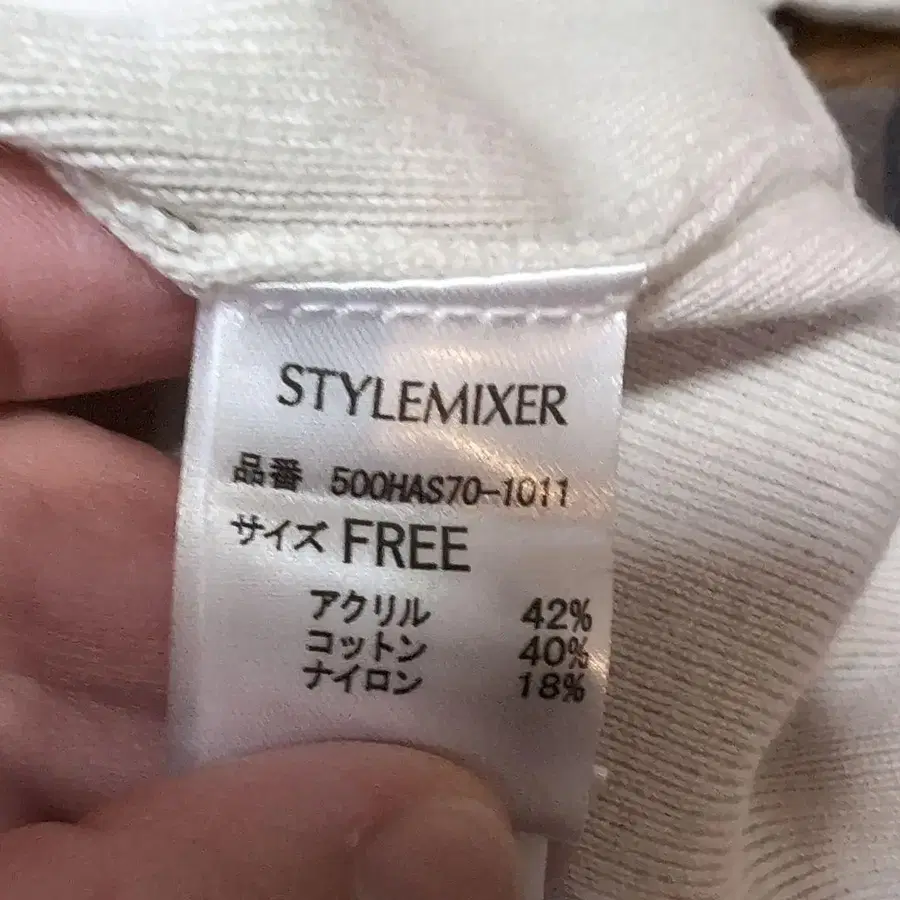 STYLEMIXER
品番 500HAS70-1011
サイズ FREE
アクリル 42%
コットン 40%
ナイロン 18%